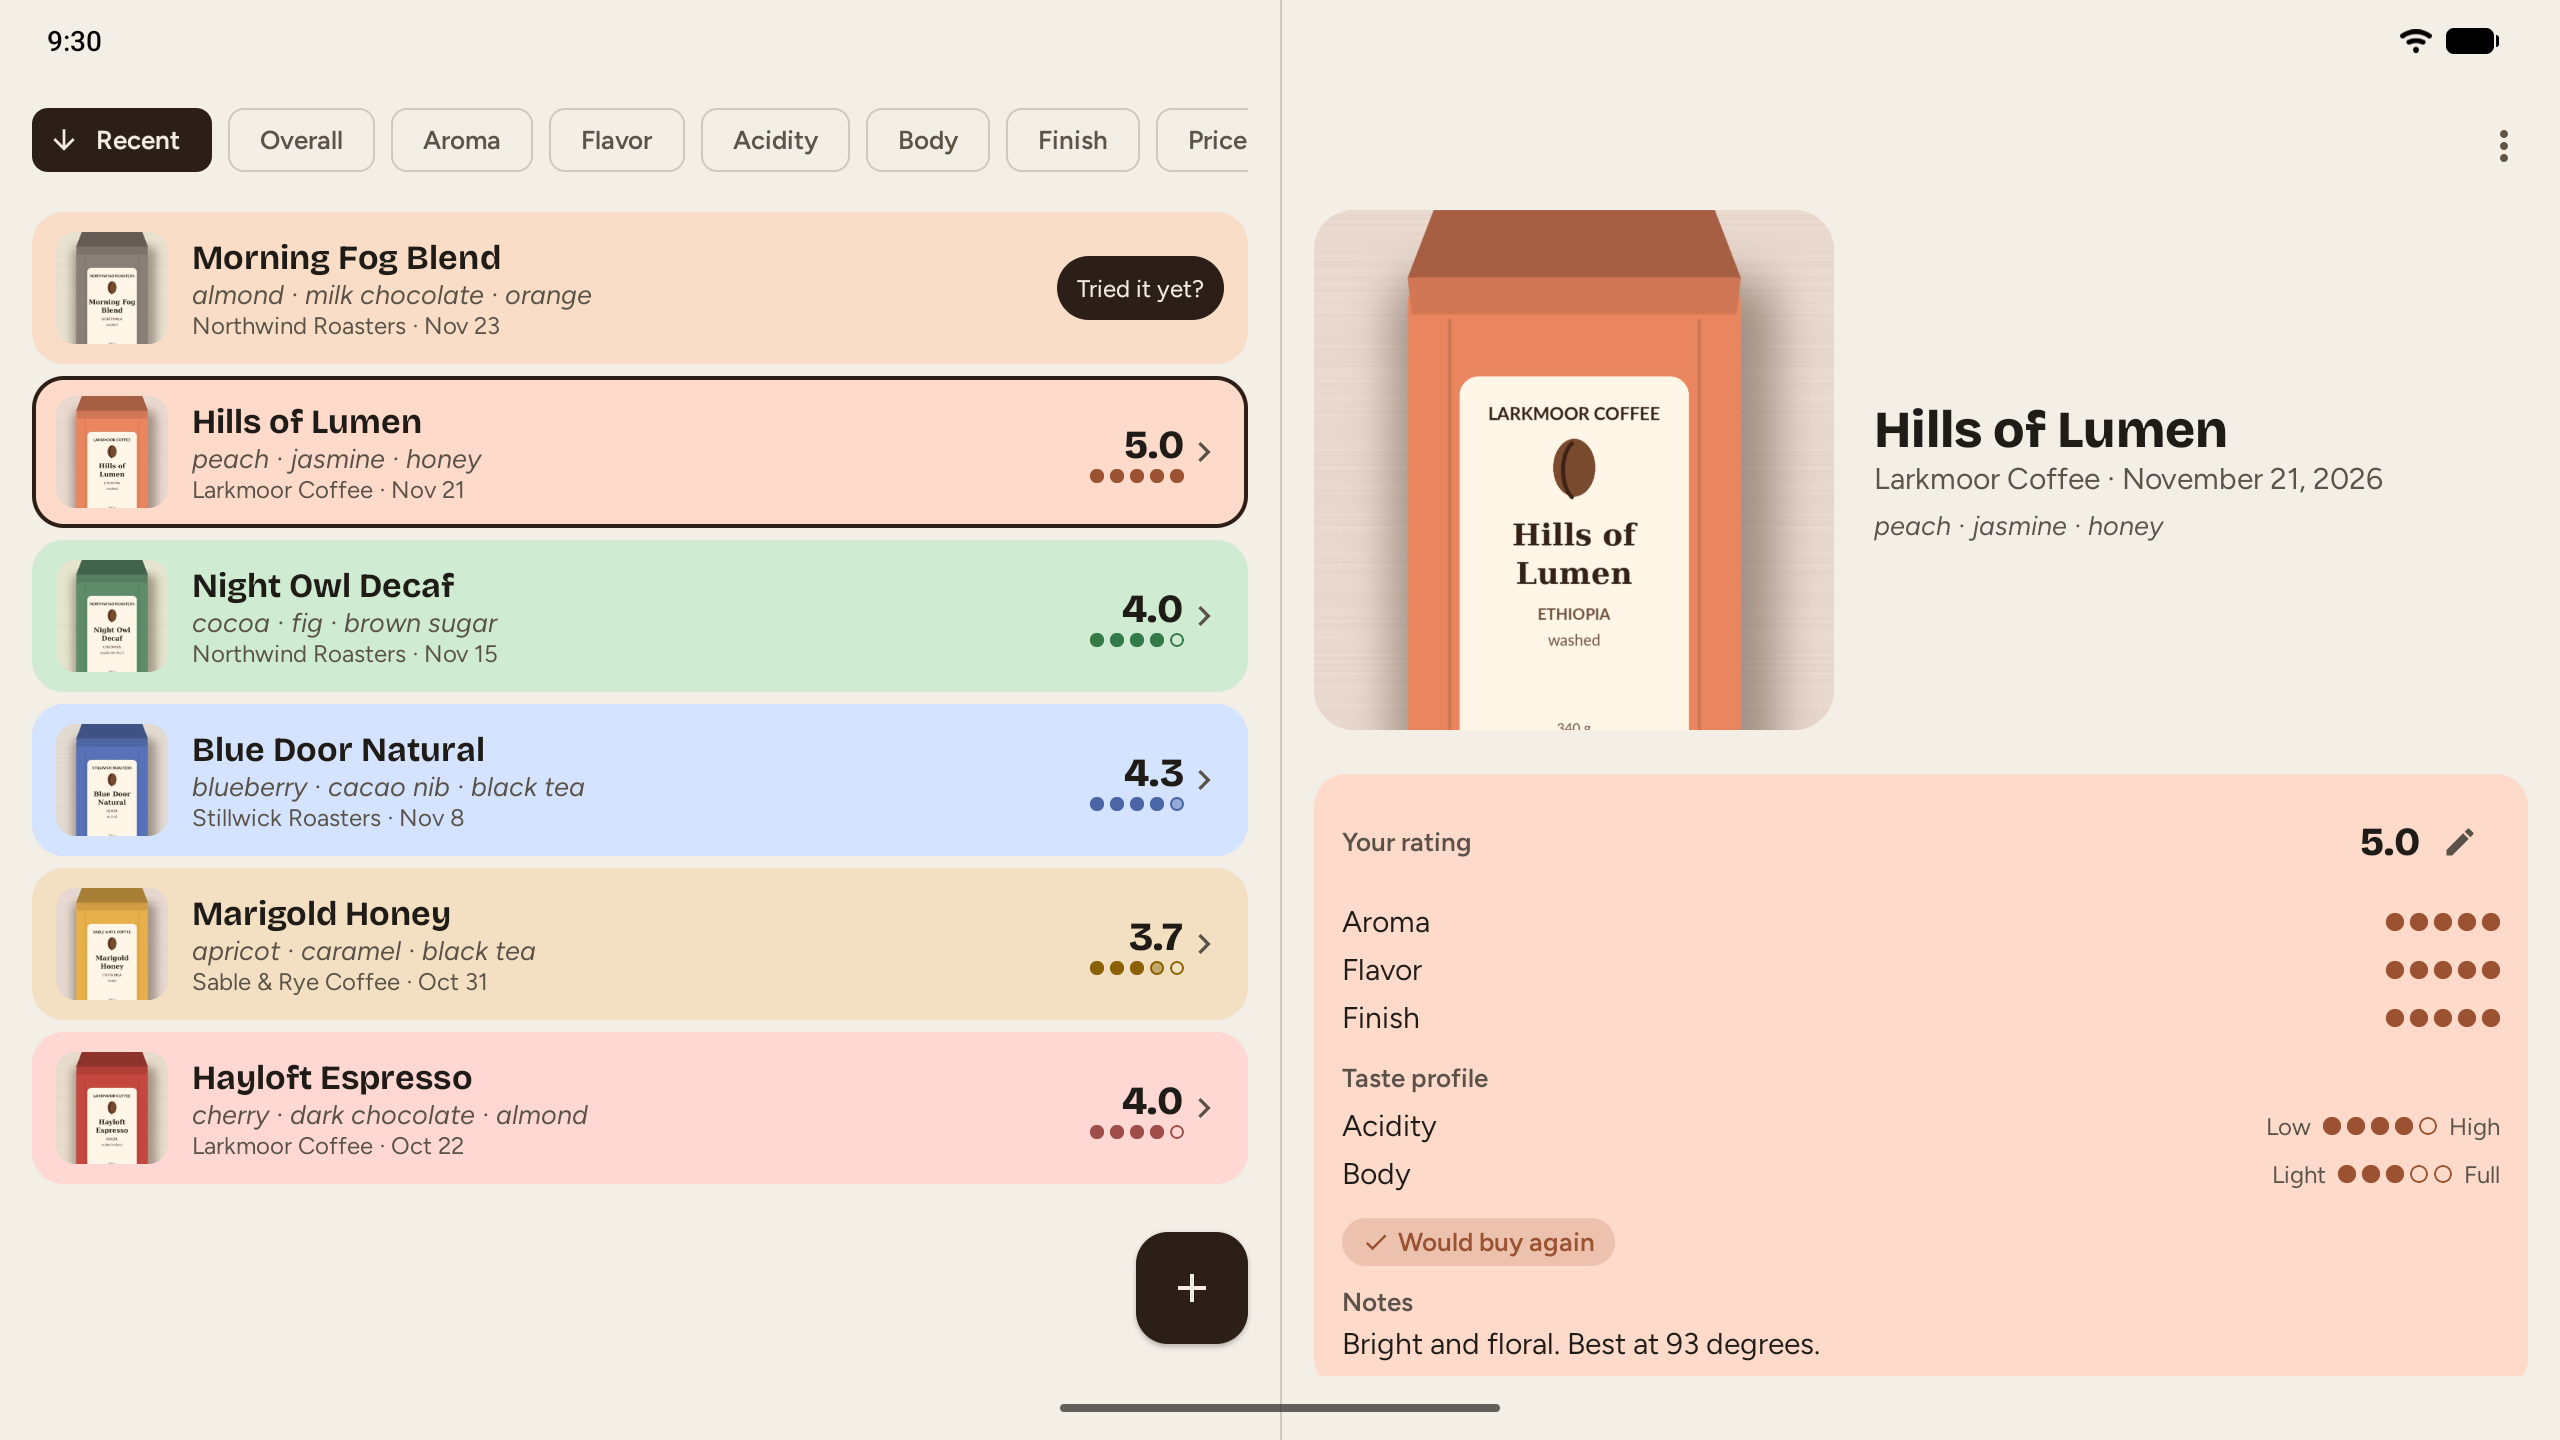 9:30
Recent
Overall
Aroma
Flavor
Acidity
Body
Finish
Price
Morning Fog Blend
almond · milk chocolate · orange
Northwind Roasters · Nov 23
Tried it yet?
Hills of Lumen
peach · jasmine · honey
Larkmoor Coffee · Nov 21
5.0
Night Owl Decaf
cocoa · fig · brown sugar
Northwind Roasters · Nov 15
4.0
Blue Door Natural
blueberry · cacao nib · black tea
Stillwick Roasters · Nov 8
4.3
Marigold Honey
apricot · caramel · black tea
Sable & Rye Coffee · Oct 31
3.7
Hayloft Espresso
cherry · dark chocolate · almond
Larkmoor Coffee · Oct 22
4.0
LARKMOOR COFFEE
Hills of
Lumen
ETHIOPIA
washed
340 g
Hills of Lumen
Larkmoor Coffee · November 21, 2026
peach · jasmine · honey
Your rating
5.0
Aroma
Flavor
Finish
Taste profile
Acidity
Low
High
Body
Light
Full
Would buy again
Notes
Bright and floral. Best at 93 degrees.